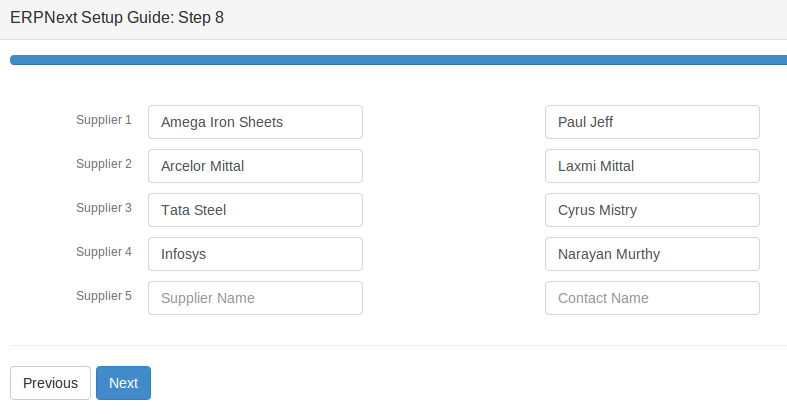 ERPNext Setup Guide: Step 8
Supplier 1 Amega Iron Sheets Paul Jeff
Supplier 2 Arcelor Mittal Laxmi Mittal
Supplier 3 Tata Steel Cyrus Mistry
Supplier 4 Infosys Narayan Murthy
Supplier 5 Supplier Name Contact Name
Previous Next